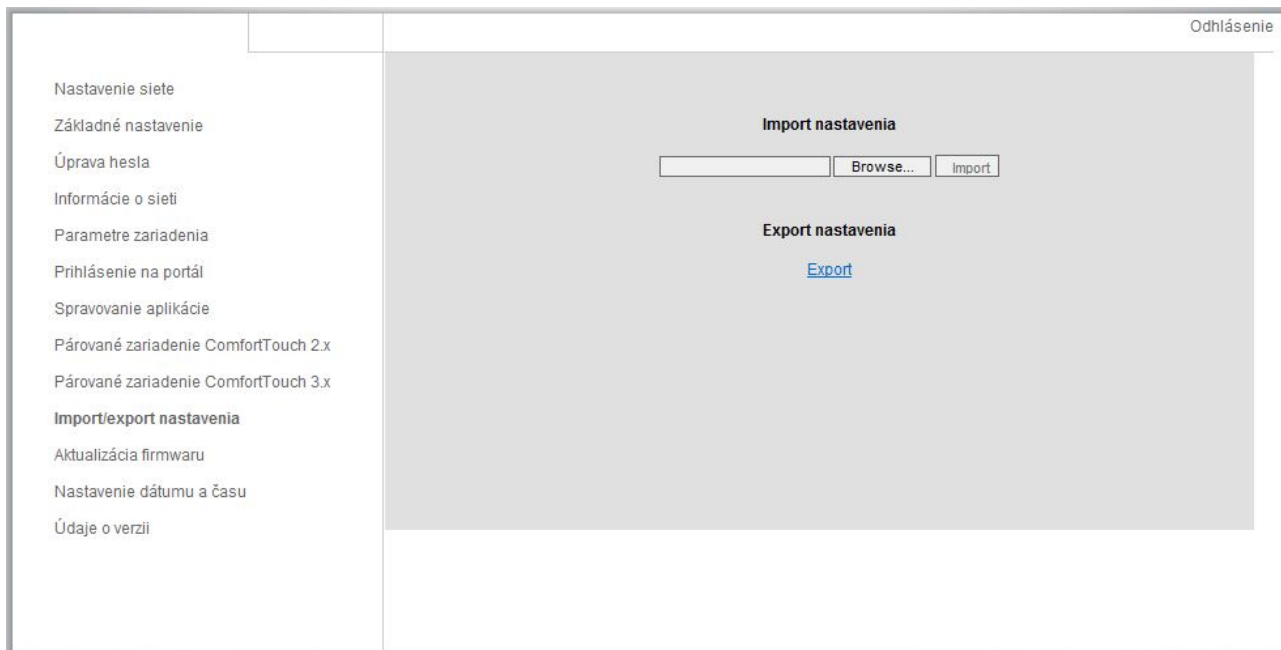 Odhlásenie
Nastavenie siete
Základné nastavenie
Úprava hesla
Informácie o sieti
Parametre zariadenia
Prihlásenie na portál
Spravovanie aplikácie
Párované zariadenie ComfortTouch 2.x
Párované zariadenie ComfortTouch 3.x
Import/export nastavenia
Aktualizácia firmwaru
Nastavenie dátumu a času
Údaje o verzii
Import nastavenia
Browse... Import
Export nastavenia
Export